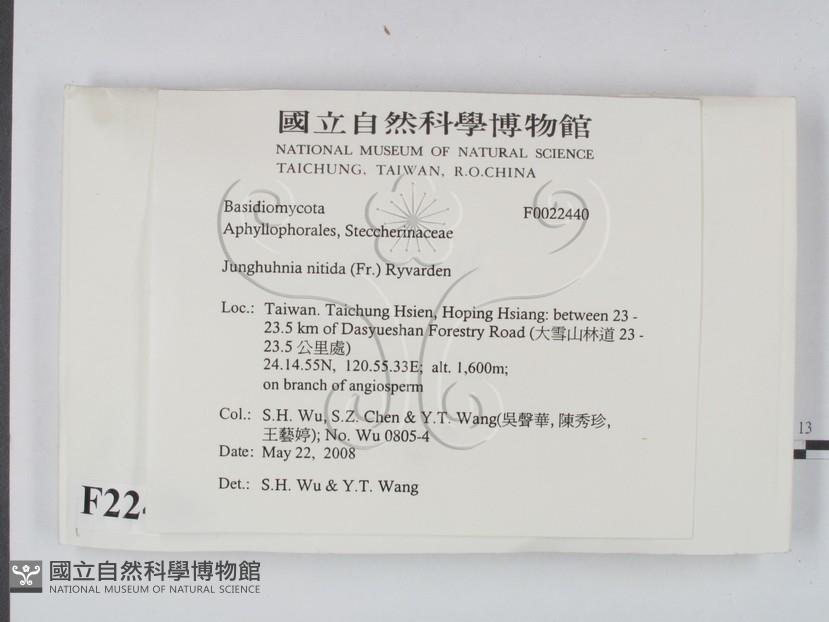 國立自然科學博物館
NATIONAL MUSEUM OF NATURAL SCIENCE
TAICHUNG, TAIWAN, R.O.CHINA
Basidiomycota F0022440
Aphyllophorales, Steccherinaceae
Junghuhnia nitida (Fr.) Ryvarden
Loc.: Taiwan. Taichung Hsien, Hoping Hsiang: between 23 -
23.5 km of Dasyueshan Forestry Road (大雪山林道 23 -
23.5 公里處)
24.14.55N, 120.55.33E; alt. 1,600m;
on branch of angiosperm
Col.: S.H. Wu, S.Z. Chen & Y.T. Wang(吳聲華, 陳秀珍,
王藝婷); No. Wu 0805-4
Date: May 22, 2008
Det.: S.H. Wu & Y.T. Wang
F22
13
國立自然科學博物館
NATIONAL MUSEUM OF NATURAL SCIENCE